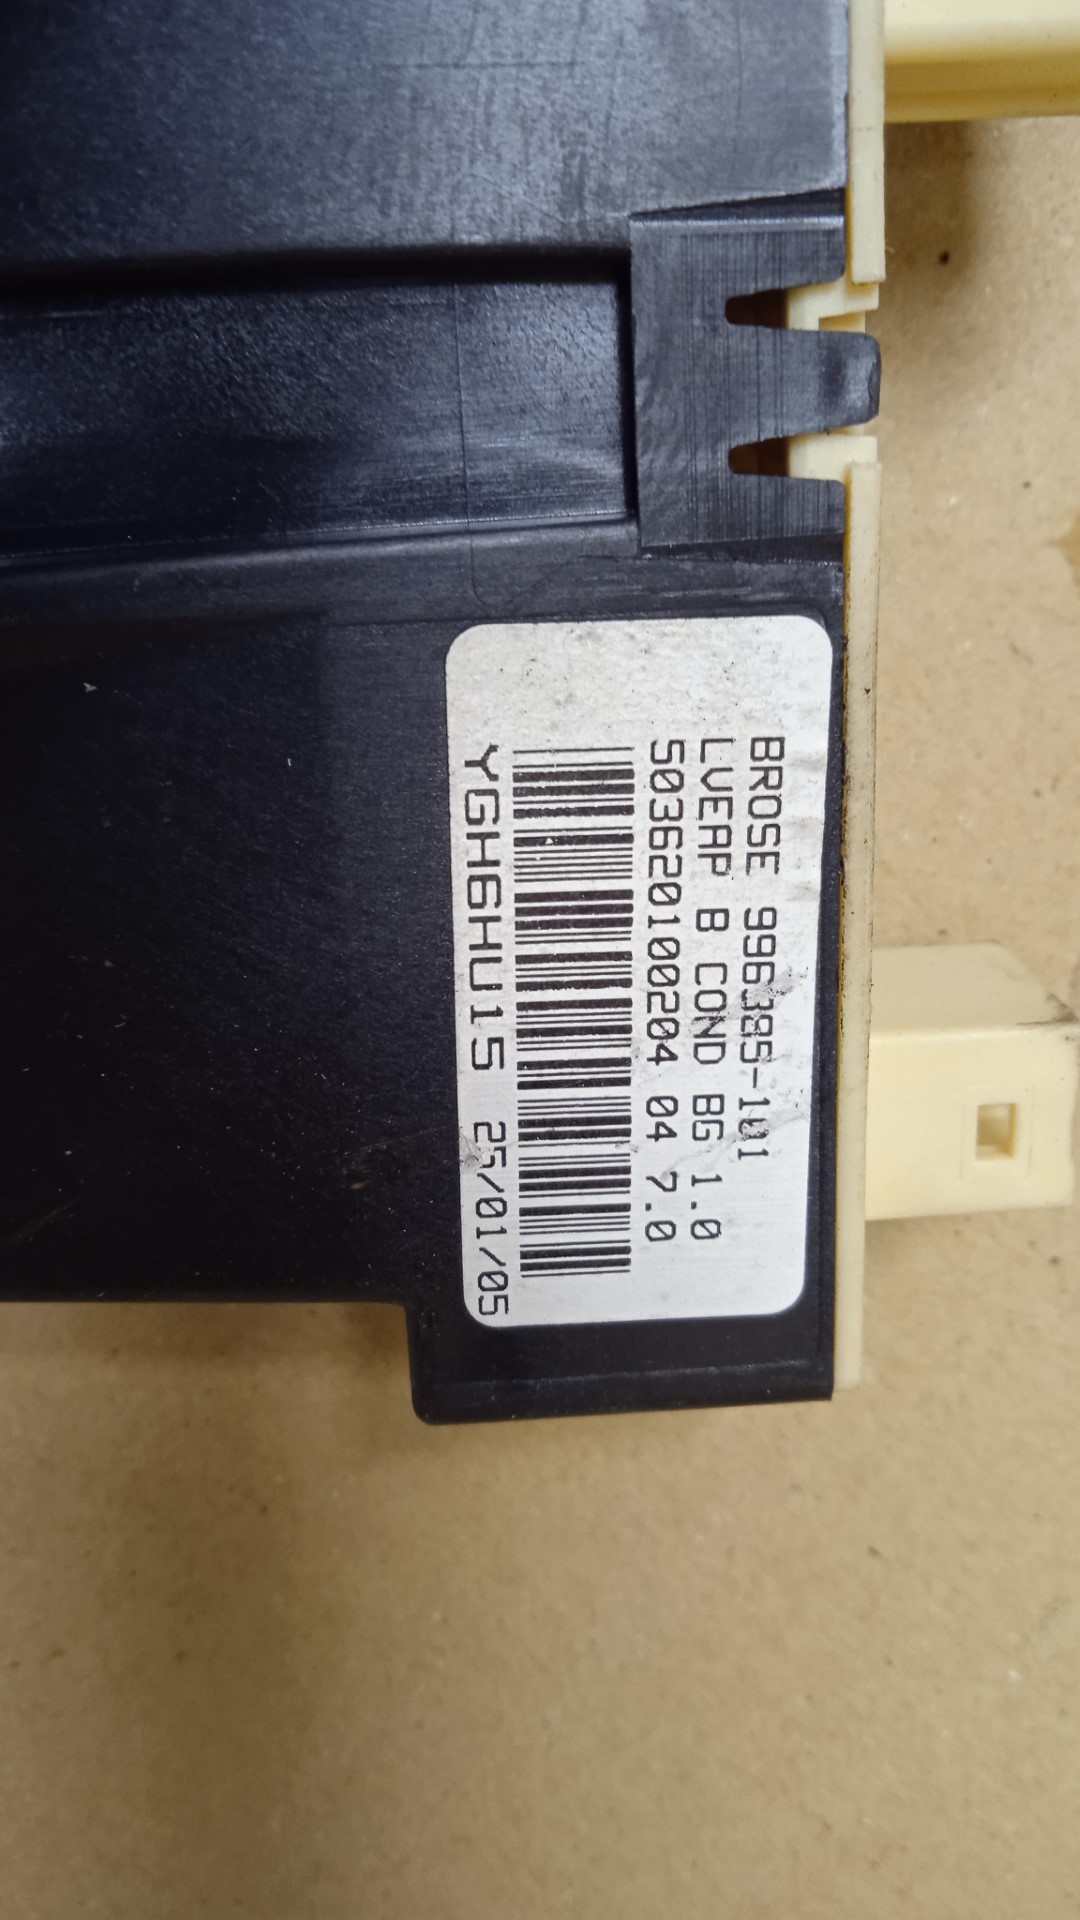 BROSE 996385-101
LVEAP B COND BG 1.0
503620100204 04 7.0
YGH6HU15 25/01/05